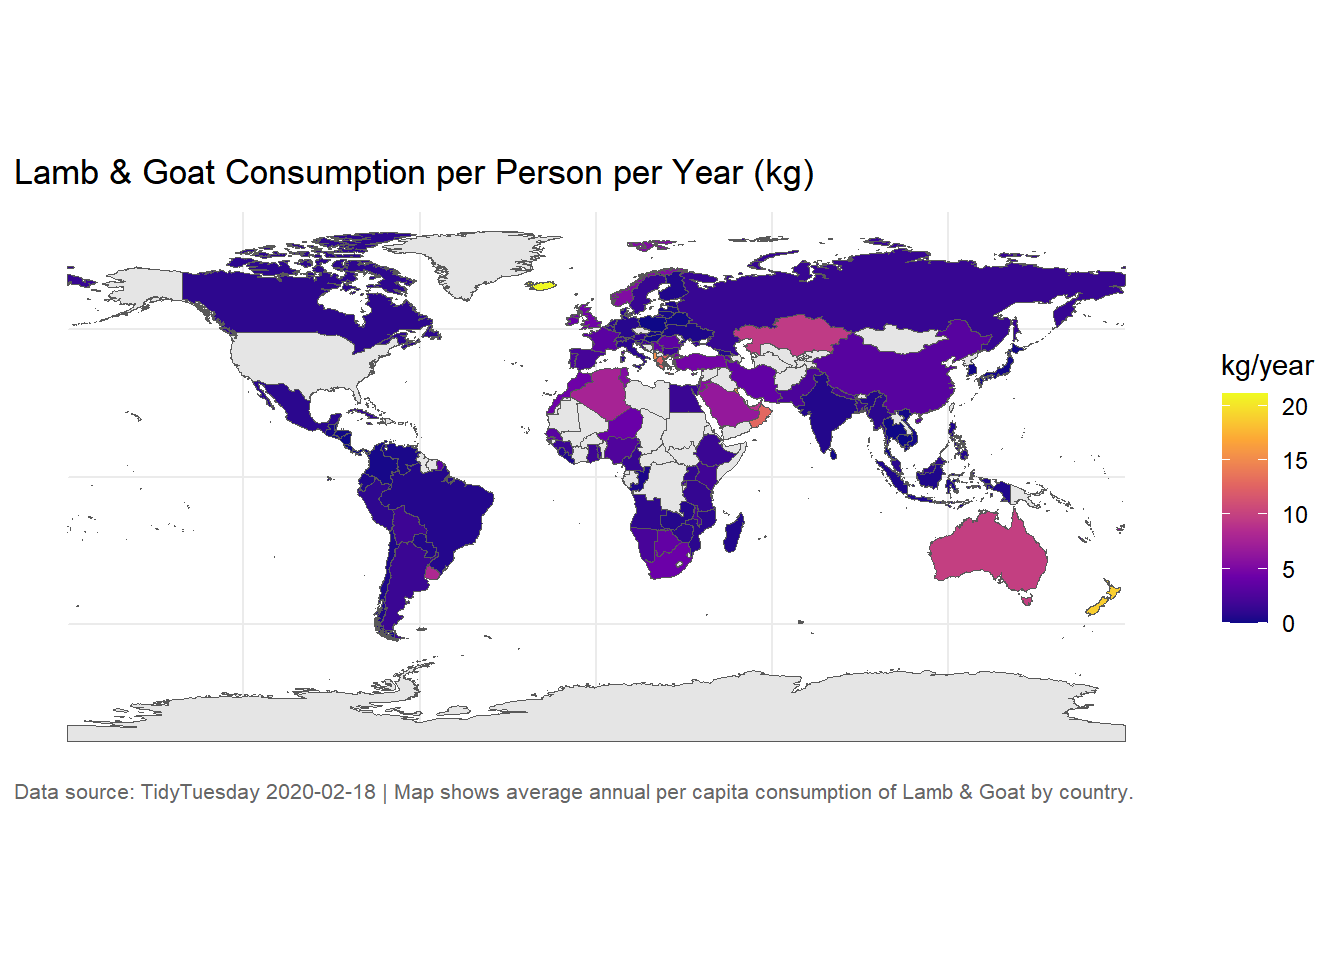 Lamb & Goat Consumption per Person per Year (kg)
kg/year
20
15
10
5
0
Data source: TidyTuesday 2020-02-18 | Map shows average annual per capita consumption of Lamb & Goat by country.